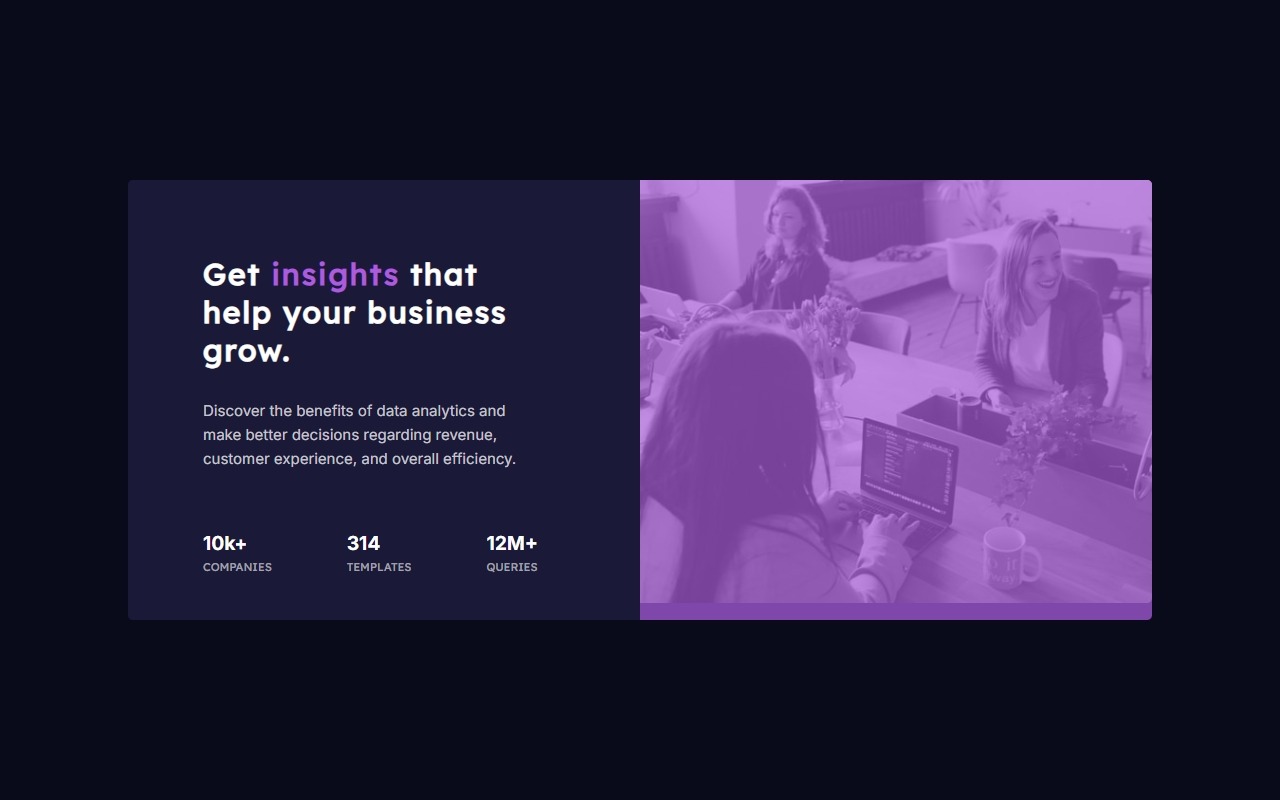 Get insights that
help your business
grow.
Discover the benefits of data analytics and
make better decisions regarding revenue,
customer experience, and overall efficiency.
10k+ 314 12M+
COMPANIES TEMPLATES QUERIES